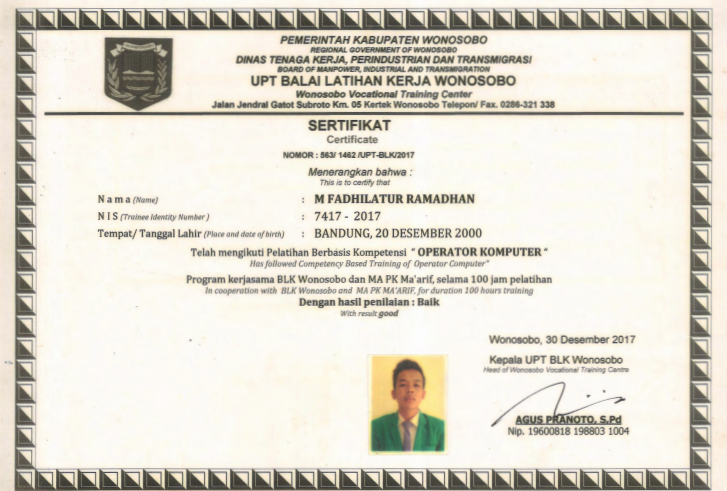 PEMERINTAH KABUPATEN WONOSOBO
REGIONAL GOVERNMENT OF WONOSOBO
DINAS TENAGA KERJA, PERINDUSTRIAN DAN TRANSMIGRASI
BOARD OF MANPOWER, INDUSTRIAL AND TRANSMIGRATION
UPT BALAI LATIHAN KERJA WONOSOBO
Wonosobo Vocational Training Center
Jalan Jendral Gatot Subroto Km. 05 Kertek Wonosobo Telepon/ Fax. 0286-321 338
SERTIFIKAT
Certificate
NOMOR : 563/ 1462 /UPT-BLK/2017
Menerangkan bahwa :
This is to certify that
N a m a (Name) : M FADHILATUR RAMADHAN
N I S (Trainee Identity Number ) : 7417 - 2017
Tempat/ Tanggal Lahir (Place and date of birth) : BANDUNG, 20 DESEMBER 2000
Telah mengikuti Pelatihan Berbasis Kompetensi " OPERATOR KOMPUTER "
Has followed Competency Based Training of Operator Computer"
Program kerjasama BLK Wonosobo dan MA PK Ma'arif, selama 100 jam pelatihan
In cooperation with BLK Wonosobo and MA PK MA'ARIF, for duration 100 hours training
Dengan hasil penilaian : Baik
With result good
Wonosobo, 30 Desember 2017
Kepala UPT BLK Wonosobo
Head of Wonosobo Vocational Training Centre
AGUS PRANOTO, S.Pd
Nip. 19600818 198803 1004